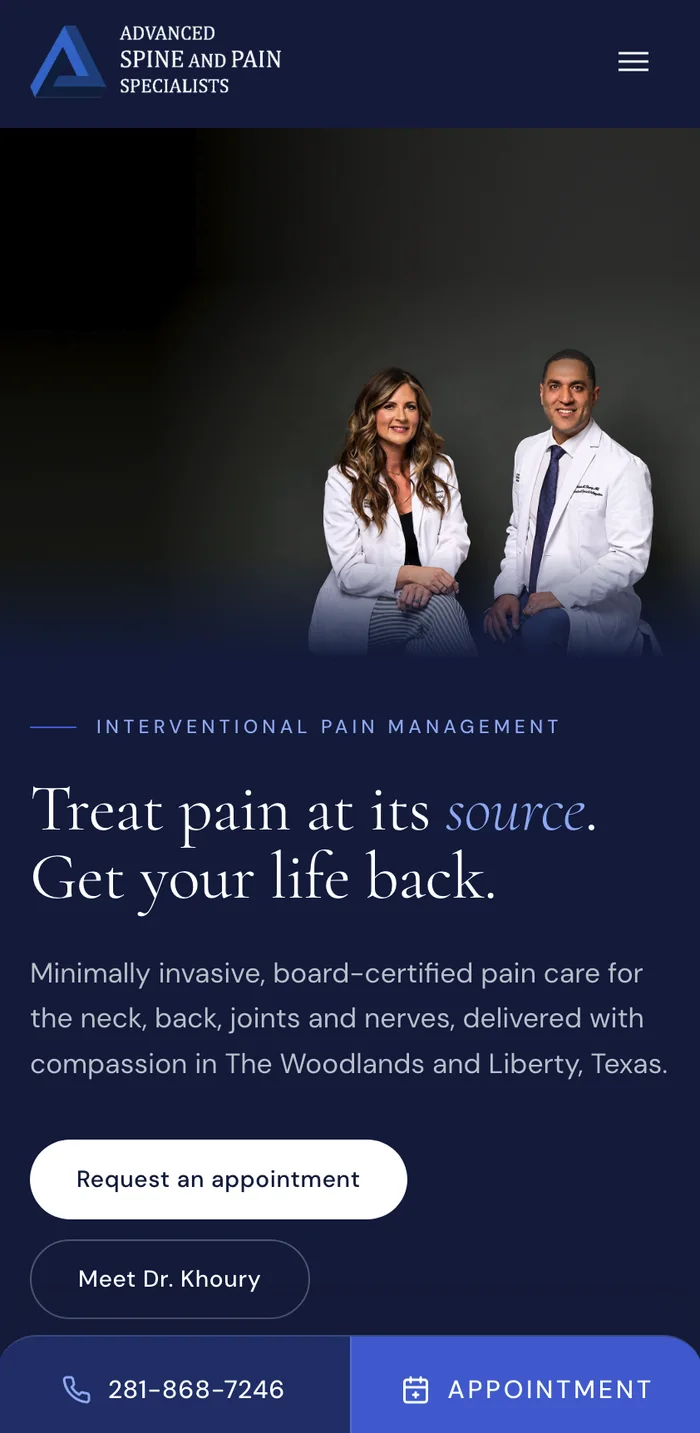 ADVANCED
SPINE AND PAIN
SPECIALISTS
INTERVENTIONAL PAIN MANAGEMENT
Treat pain at its source.
Get your life back.
Minimally invasive, board-certified pain care for
the neck, back, joints and nerves, delivered with
compassion in The Woodlands and Liberty, Texas.
Request an appointment
Meet Dr. Khoury
281-868-7246
APPOINTMENT